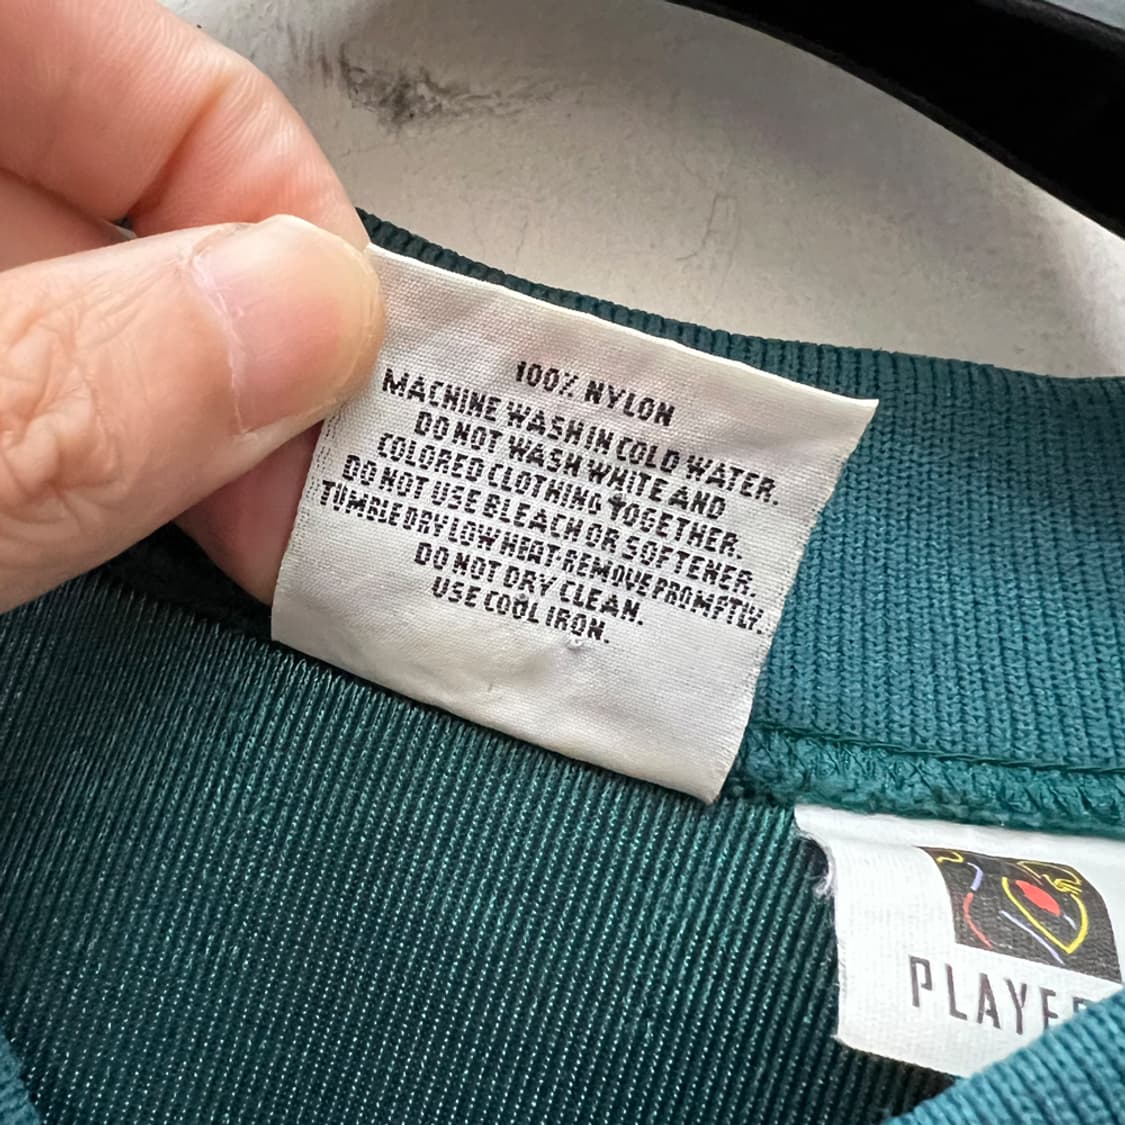 100% NYLON
MACHINE WASH IN COLD WATER.
DO NOT WASH WHITE AND
COLORED CLOTHING TOGETHER.
DO NOT USE BLEACH OR SOFTENER.
TUMBLE DRY LOW HEAT-REMOVE PROMPTLY.
DO NOT DRY CLEAN.
USE COOL IRON.
PLAYE